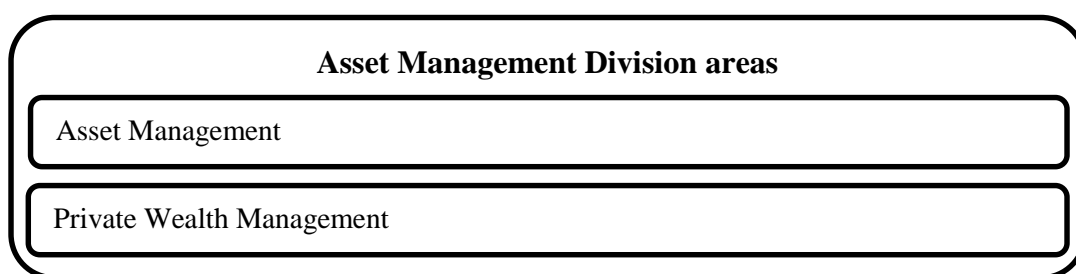 Asset Management Division areas
Asset Management
Private Wealth Management